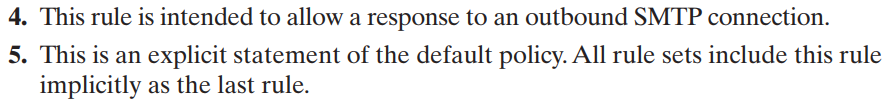 4. This rule is intended to allow a response to an outbound SMTP connection.
5. This is an explicit statement of the default policy. All rule sets include this rule
implicitly as the last rule.